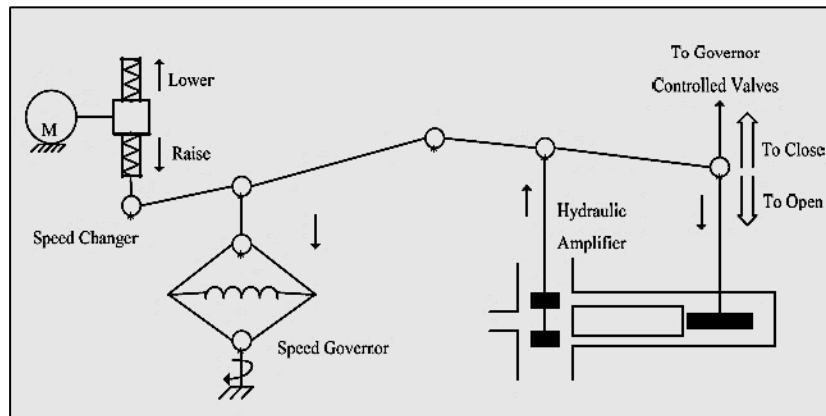 To Governor
Controlled Valves
Lower
M
Raise
To Close
To Open
Hydraulic
Amplifier
Speed Changer
Speed Governor